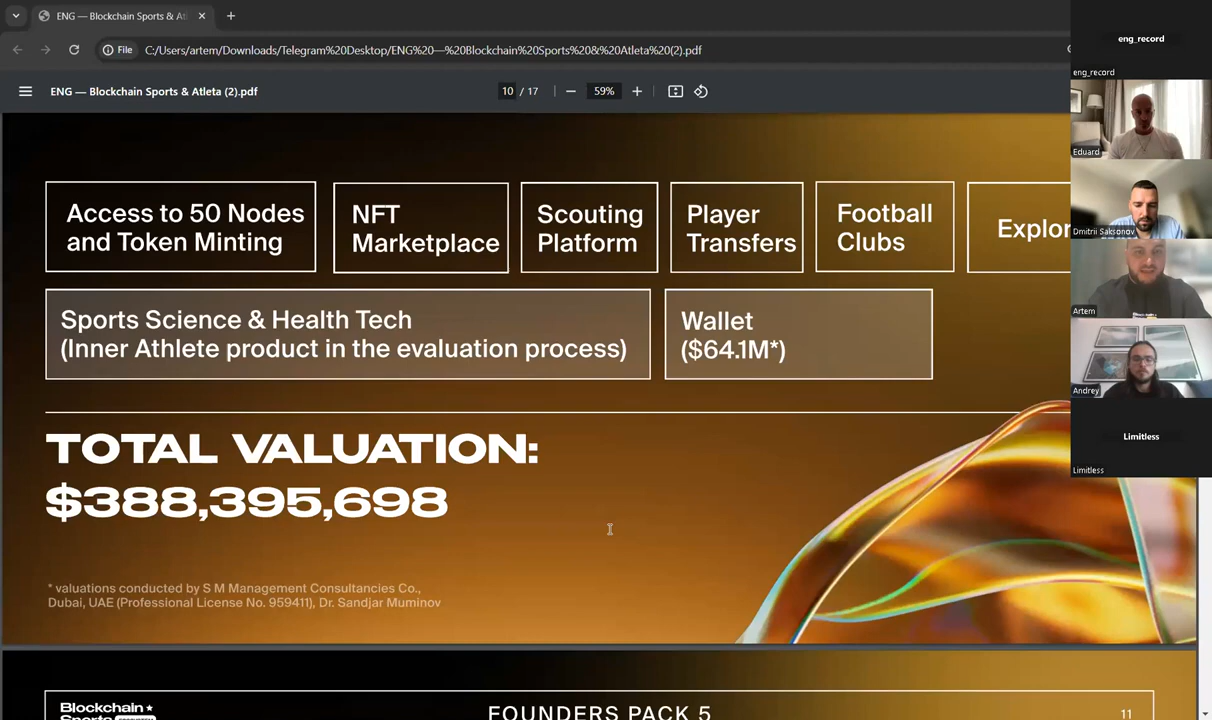 ENG — Blockchain Sports & At
File
C:/Users/artem/Downloads/Telegram%20Desktop/ENG%20—%20Blockchain%20Sports%20&%20Atleta%20(2).pdf
ENG — Blockchain Sports & Atleta (2).pdf
10 / 17
59%
Access to 50 Nodes
and Token Minting
NFT
Marketplace
Scouting
Platform
Player
Transfers
Football
Clubs
Explor
Sports Science & Health Tech
(Inner Athlete product in the evaluation process)
Wallet
($64.1M*)
TOTAL VALUATION:
$388,395,698
* valuations conducted by S M Management Consultancies Co.,
Dubai, UAE (Professional License No. 959411), Dr. Sandjar Muminov
Blockchain
Sports
FOUNDERS PACK 5
11
eng_record
eng_record
Eduard
Dmitrii Saksonov
Artem
Andrey
Limitless
Limitless